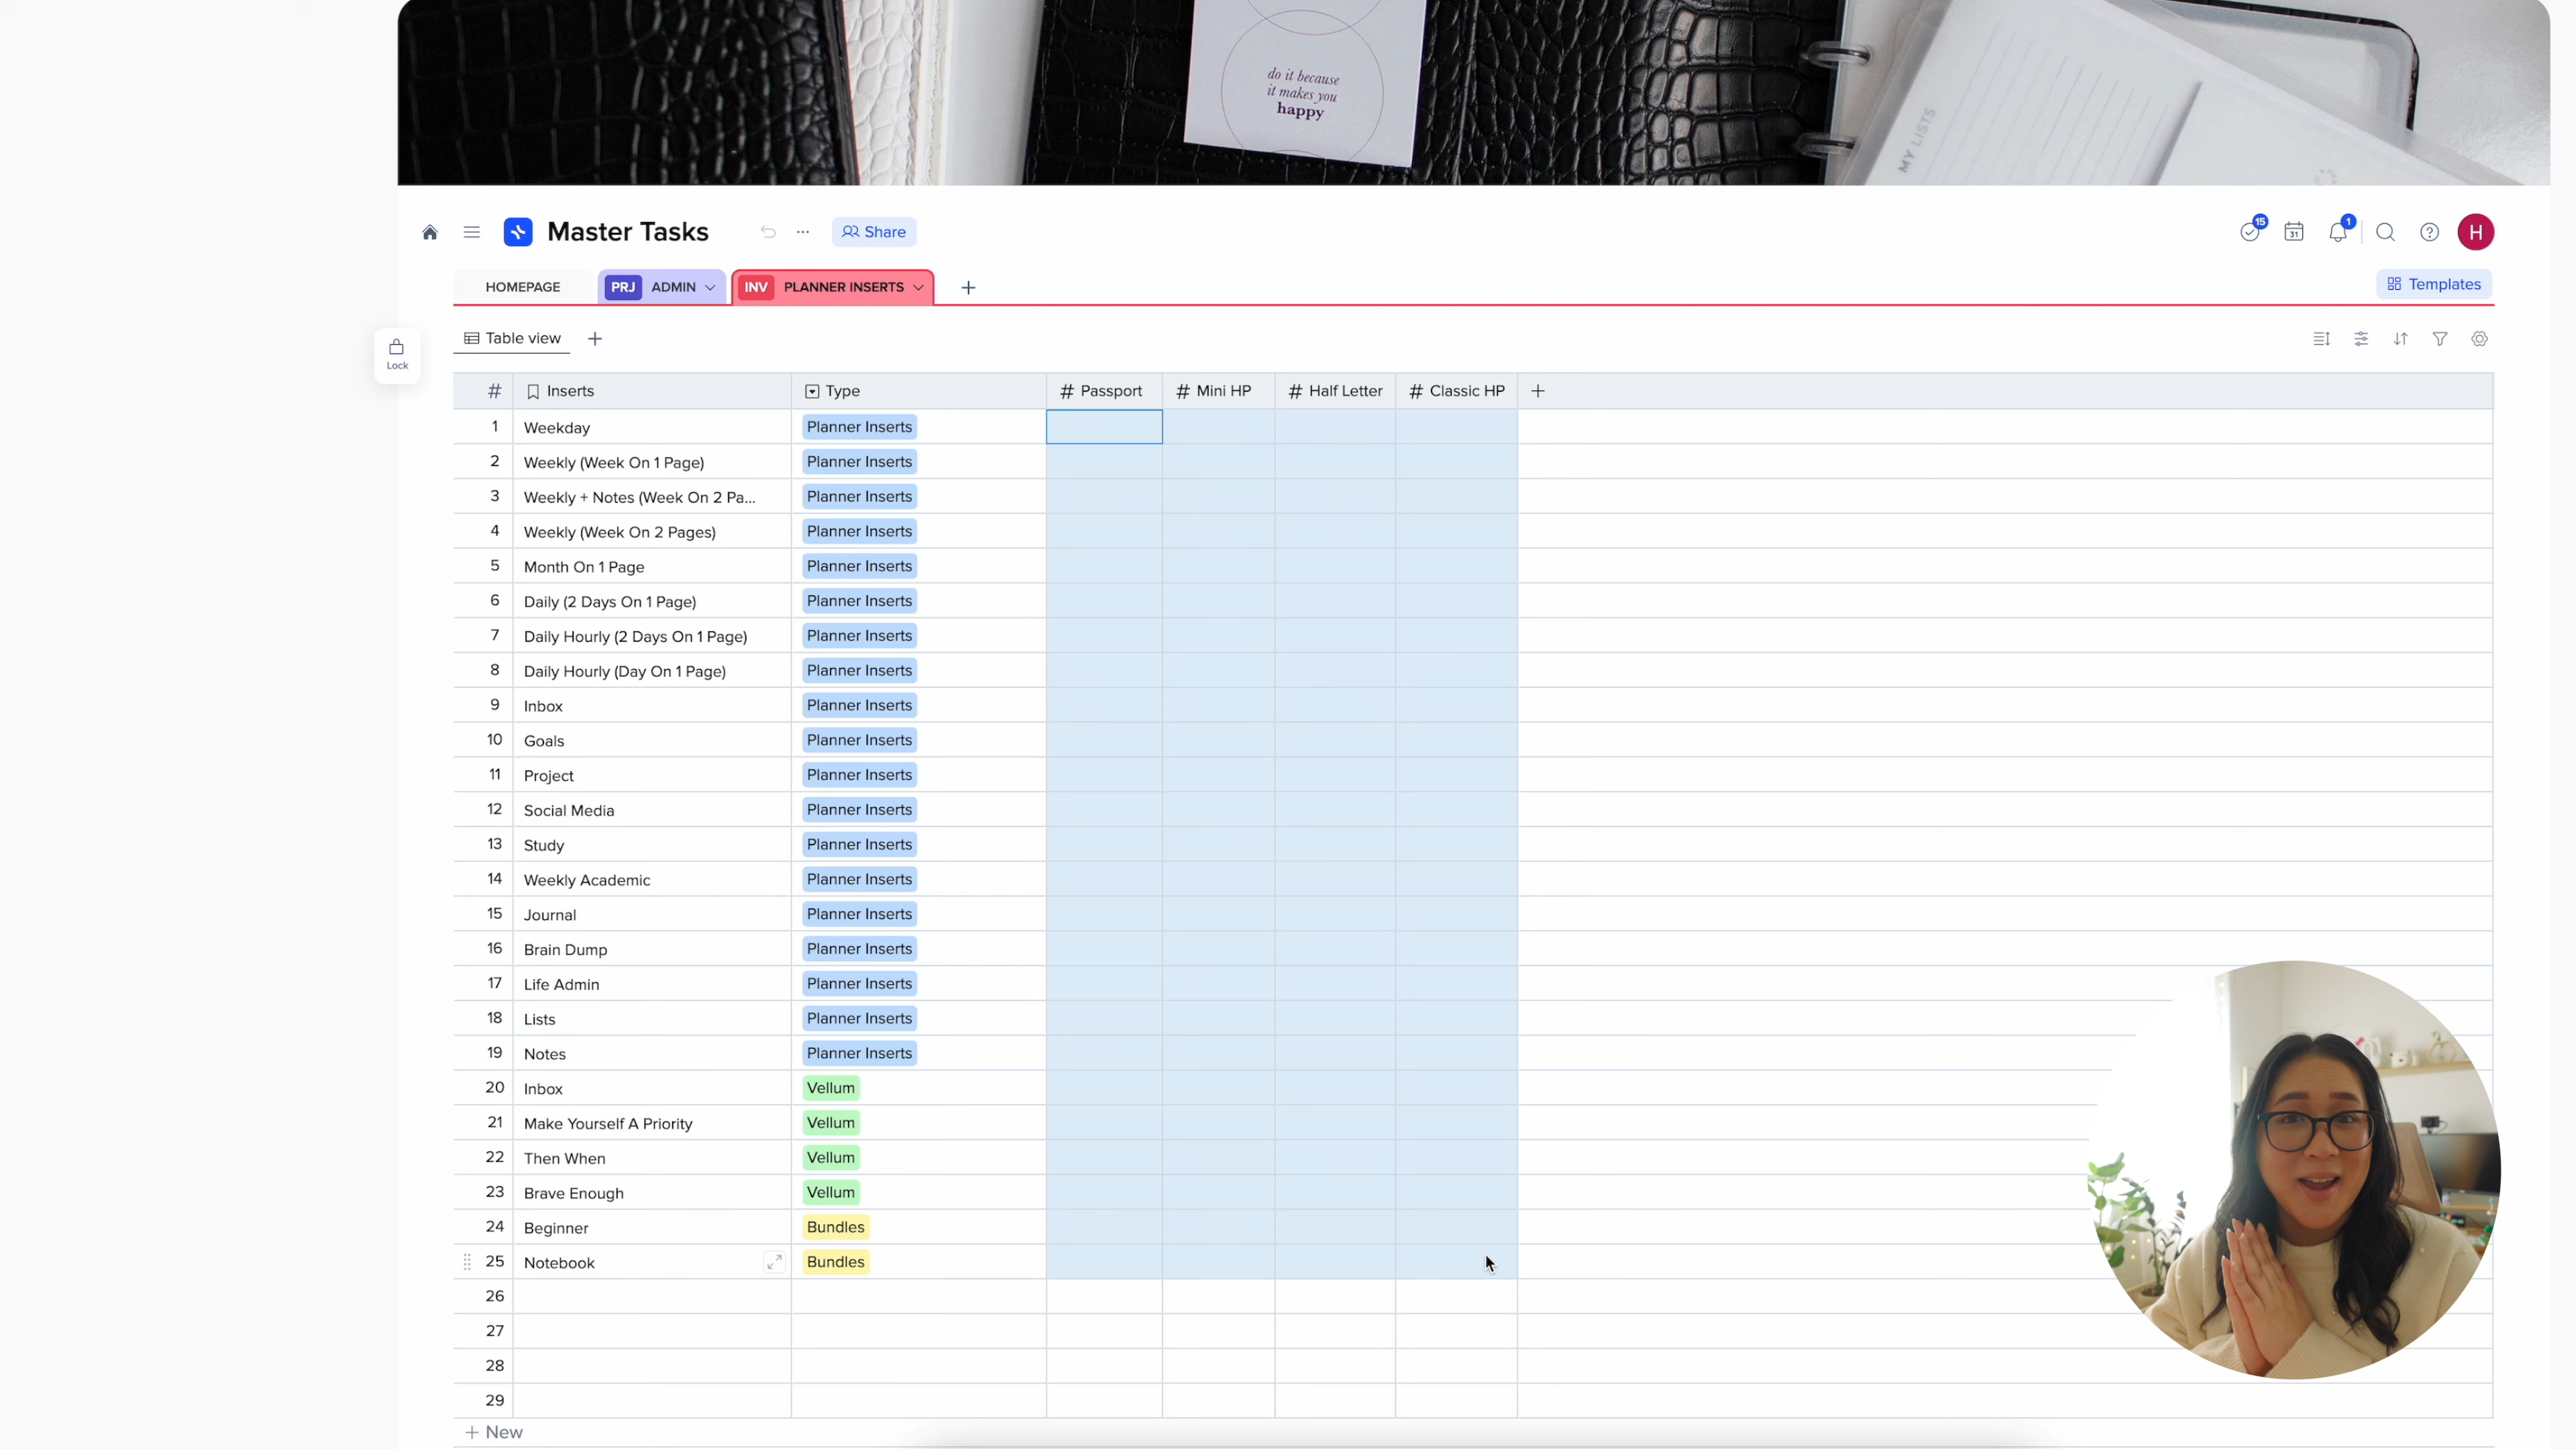 do it because
it makes you
happy
MY LISTS
Master Tasks
Share
15
31
1
H
HOMEPAGE
PRJ ADMIN
INV PLANNER INSERTS
Templates
Lock
Table view
# Inserts Type # Passport # Mini HP # Half Letter # Classic HP
1 Weekday Planner Inserts
2 Weekly (Week On 1 Page) Planner Inserts
3 Weekly + Notes (Week On 2 Pa... Planner Inserts
4 Weekly (Week On 2 Pages) Planner Inserts
5 Month On 1 Page Planner Inserts
6 Daily (2 Days On 1 Page) Planner Inserts
7 Daily Hourly (2 Days On 1 Page) Planner Inserts
8 Daily Hourly (Day On 1 Page) Planner Inserts
9 Inbox Planner Inserts
10 Goals Planner Inserts
11 Project Planner Inserts
12 Social Media Planner Inserts
13 Study Planner Inserts
14 Weekly Academic Planner Inserts
15 Journal Planner Inserts
16 Brain Dump Planner Inserts
17 Life Admin Planner Inserts
18 Lists Planner Inserts
19 Notes Planner Inserts
20 Inbox Vellum
21 Make Yourself A Priority Vellum
22 Then When Vellum
23 Brave Enough Vellum
24 Beginner Bundles
25 Notebook Bundles
26
27
28
29
+ New